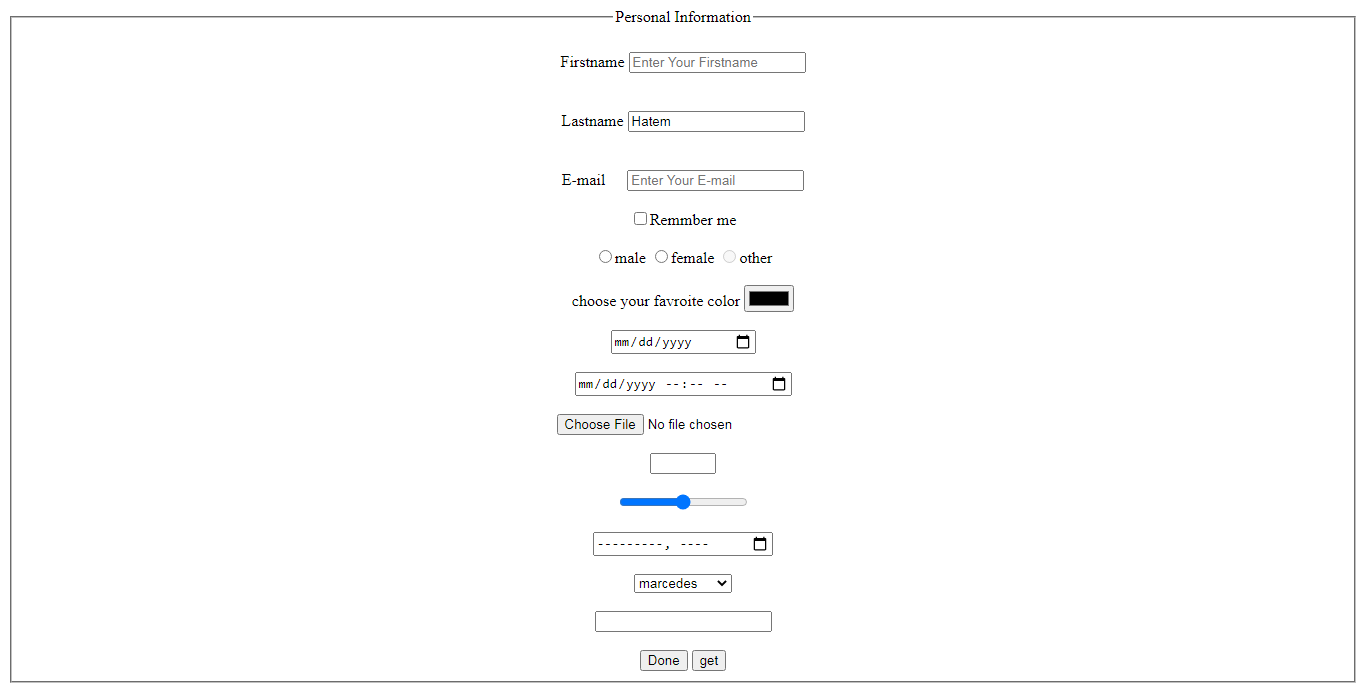 Personal Information
Firstname Enter Your Firstname
Lastname Hatem
E-mail Enter Your E-mail
Remmber me
male female other
choose your favroite color
mm/dd/yyyy
mm/dd/yyyy --:-- --
Choose File No file chosen
---------, ----
marcedes
Done get